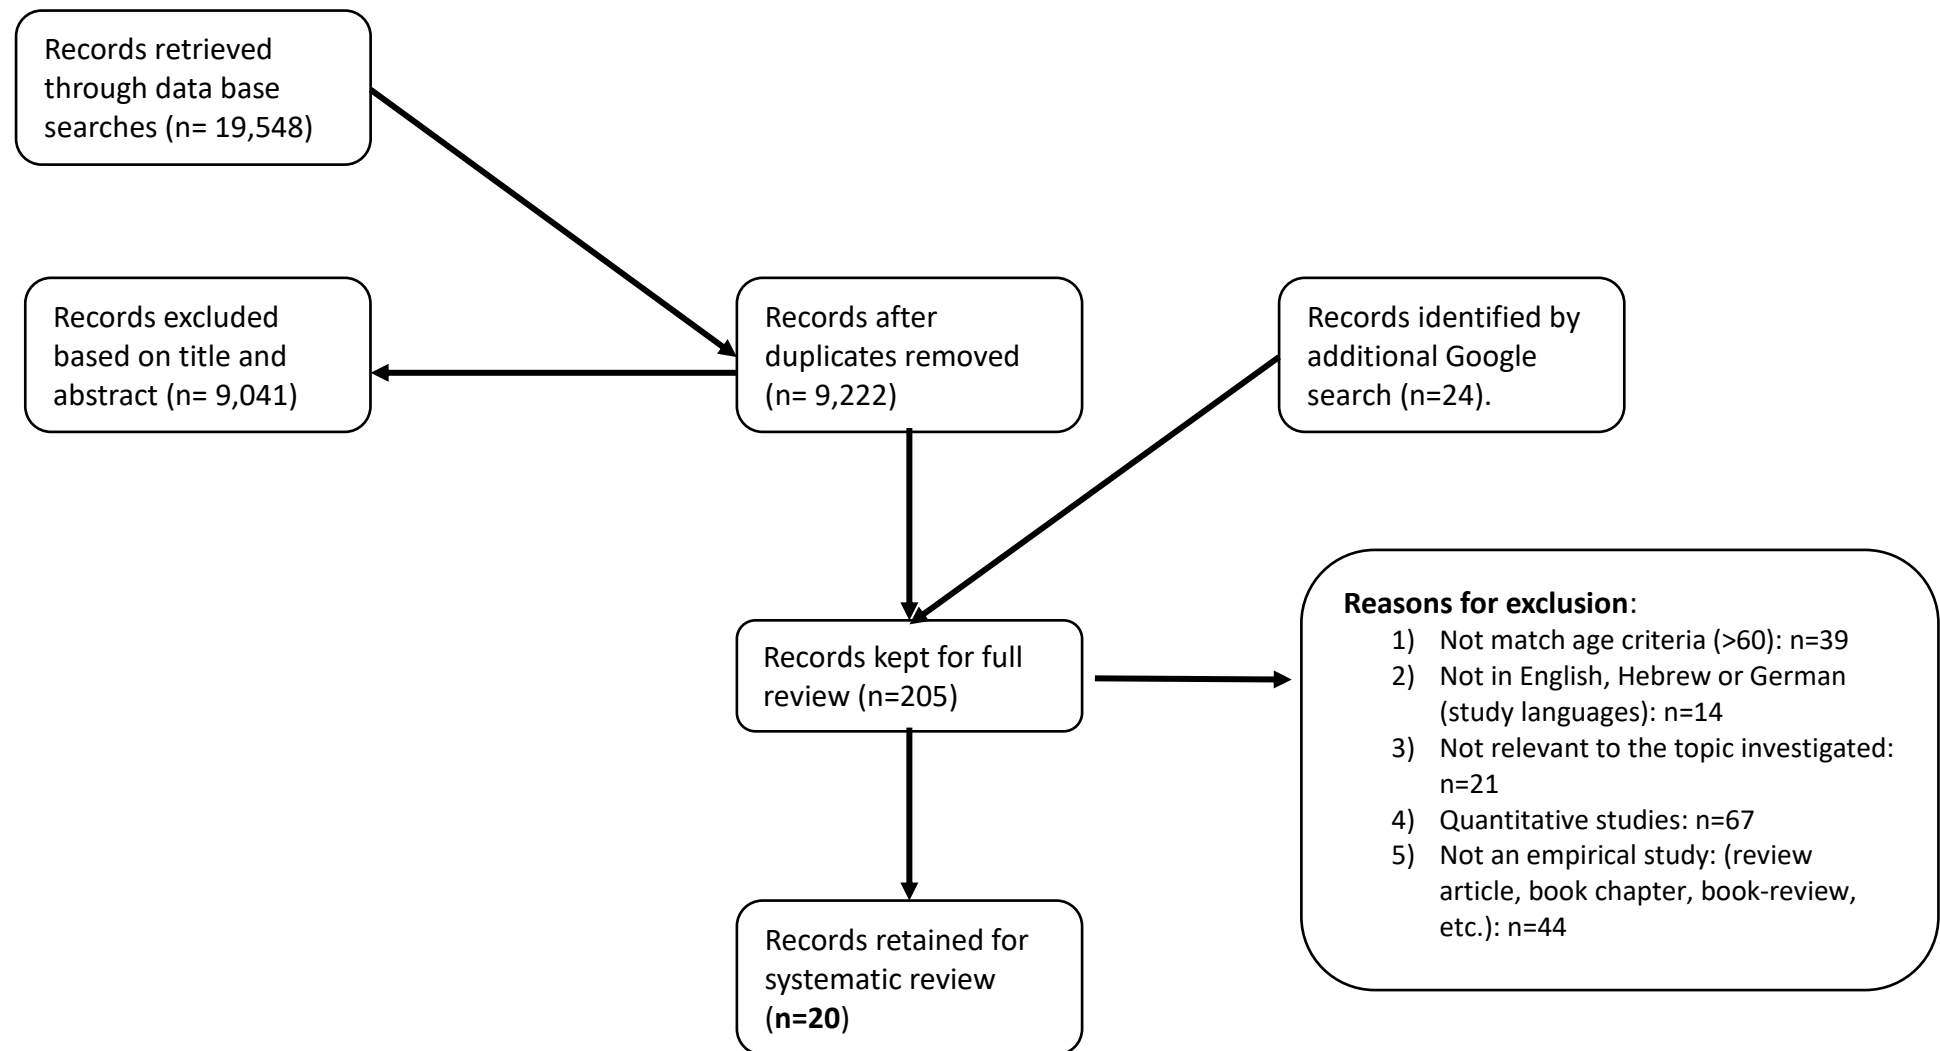 Records retrieved
through data base
searches (n= 19,548)
Records excluded
based on title and
abstract (n= 9,041)
Records after
duplicates removed
(n= 9,222)
Records identified by
additional Google
search (n=24).
Records kept for full
review (n=205)
Reasons for exclusion:
1) Not match age criteria (>60): n=39
2) Not in English, Hebrew or German
(study languages): n=14
3) Not relevant to the topic investigated:
n=21
4) Quantitative studies: n=67
5) Not an empirical study: (review
article, book chapter, book-review,
etc.): n=44
Records retained for
systematic review
(n=20)